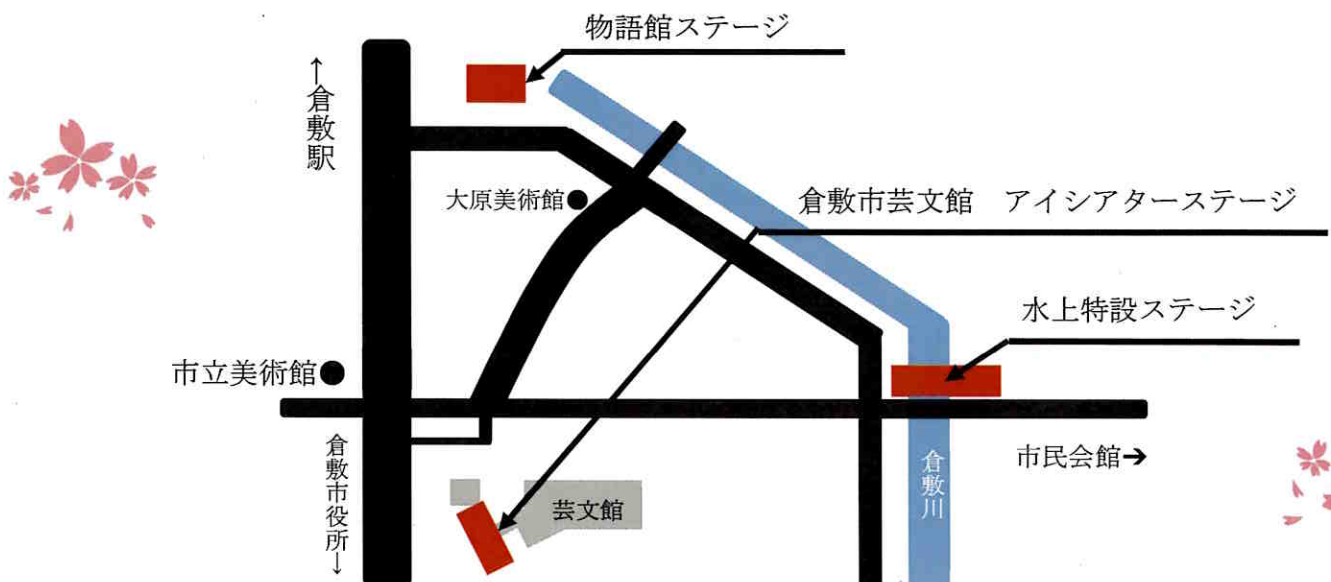 物語館ステージ
↑倉敷駅
大原美術館●
倉敷市芸文館　アイシアターステージ
水上特設ステージ
市立美術館●
倉敷市役所↓
市民会館→
倉敷川
芸文館